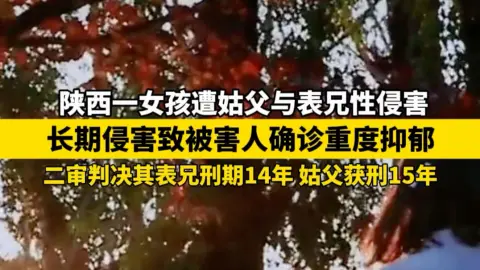 陕西一女孩遭姑父与表兄性侵害
长期侵害致被害人确诊重度抑郁
二审判决其表兄刑期14年 姑父获刑15年